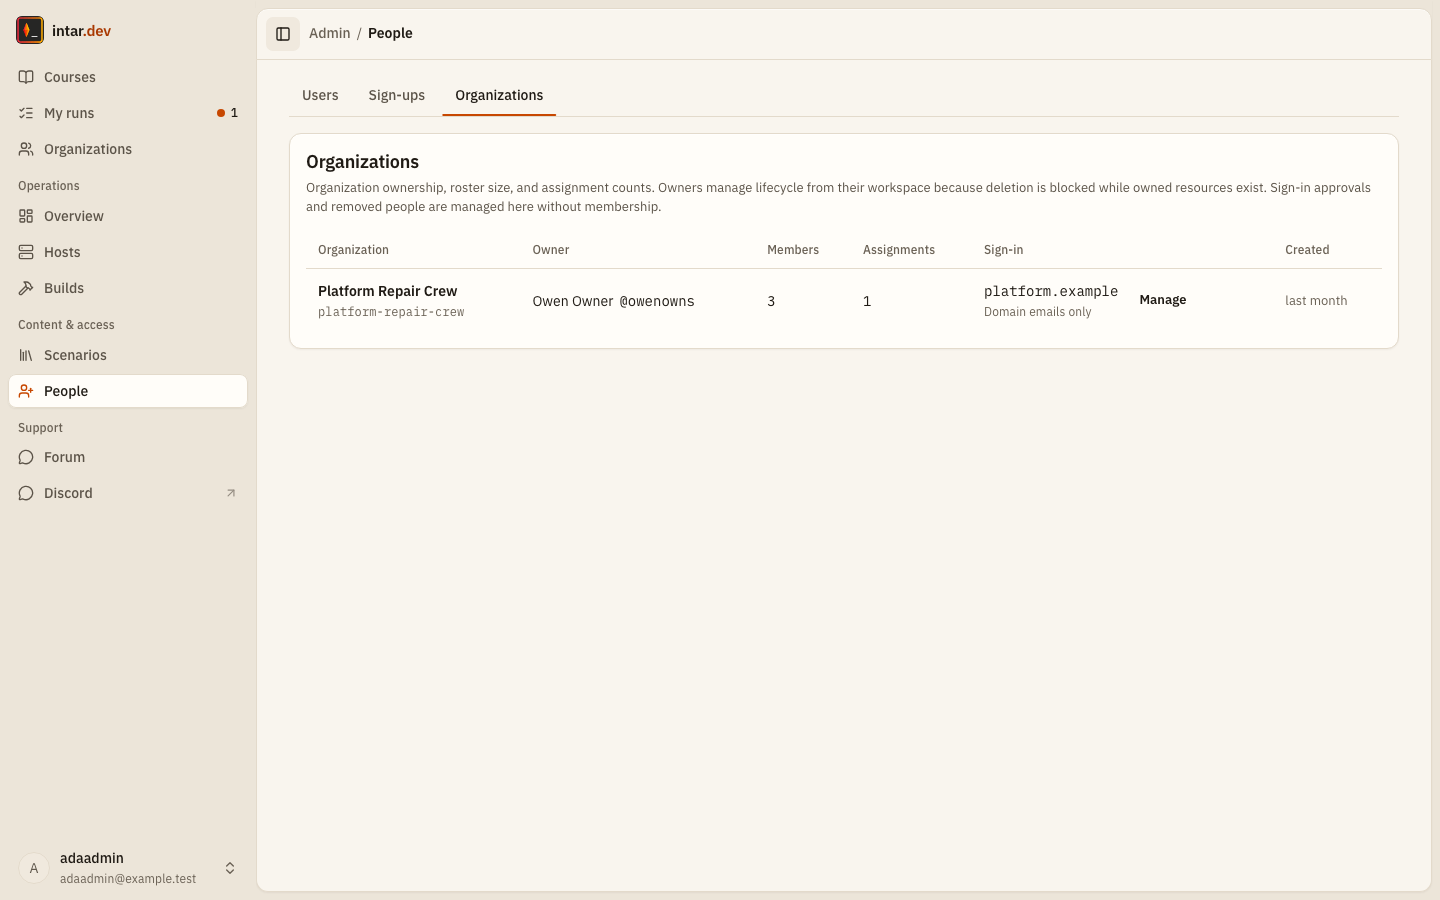 intar.dev
Admin / People
Courses
My runs 1
Organizations
Operations
Overview
Hosts
Builds
Content & access
Scenarios
People
Support
Forum
Discord
A
adaadmin
adaadmin@example.test
Users Sign-ups Organizations
Organizations
Organization ownership, roster size, and assignment counts. Owners manage lifecycle from their workspace because deletion is blocked while owned resources exist. Sign-in approvals
and removed people are managed here without membership.
Organization Owner Members Assignments Sign-in Created
Platform Repair Crew
platform-repair-crew
Owen Owner @owenowns
3
1
platform.example
Domain emails only
Manage
last month